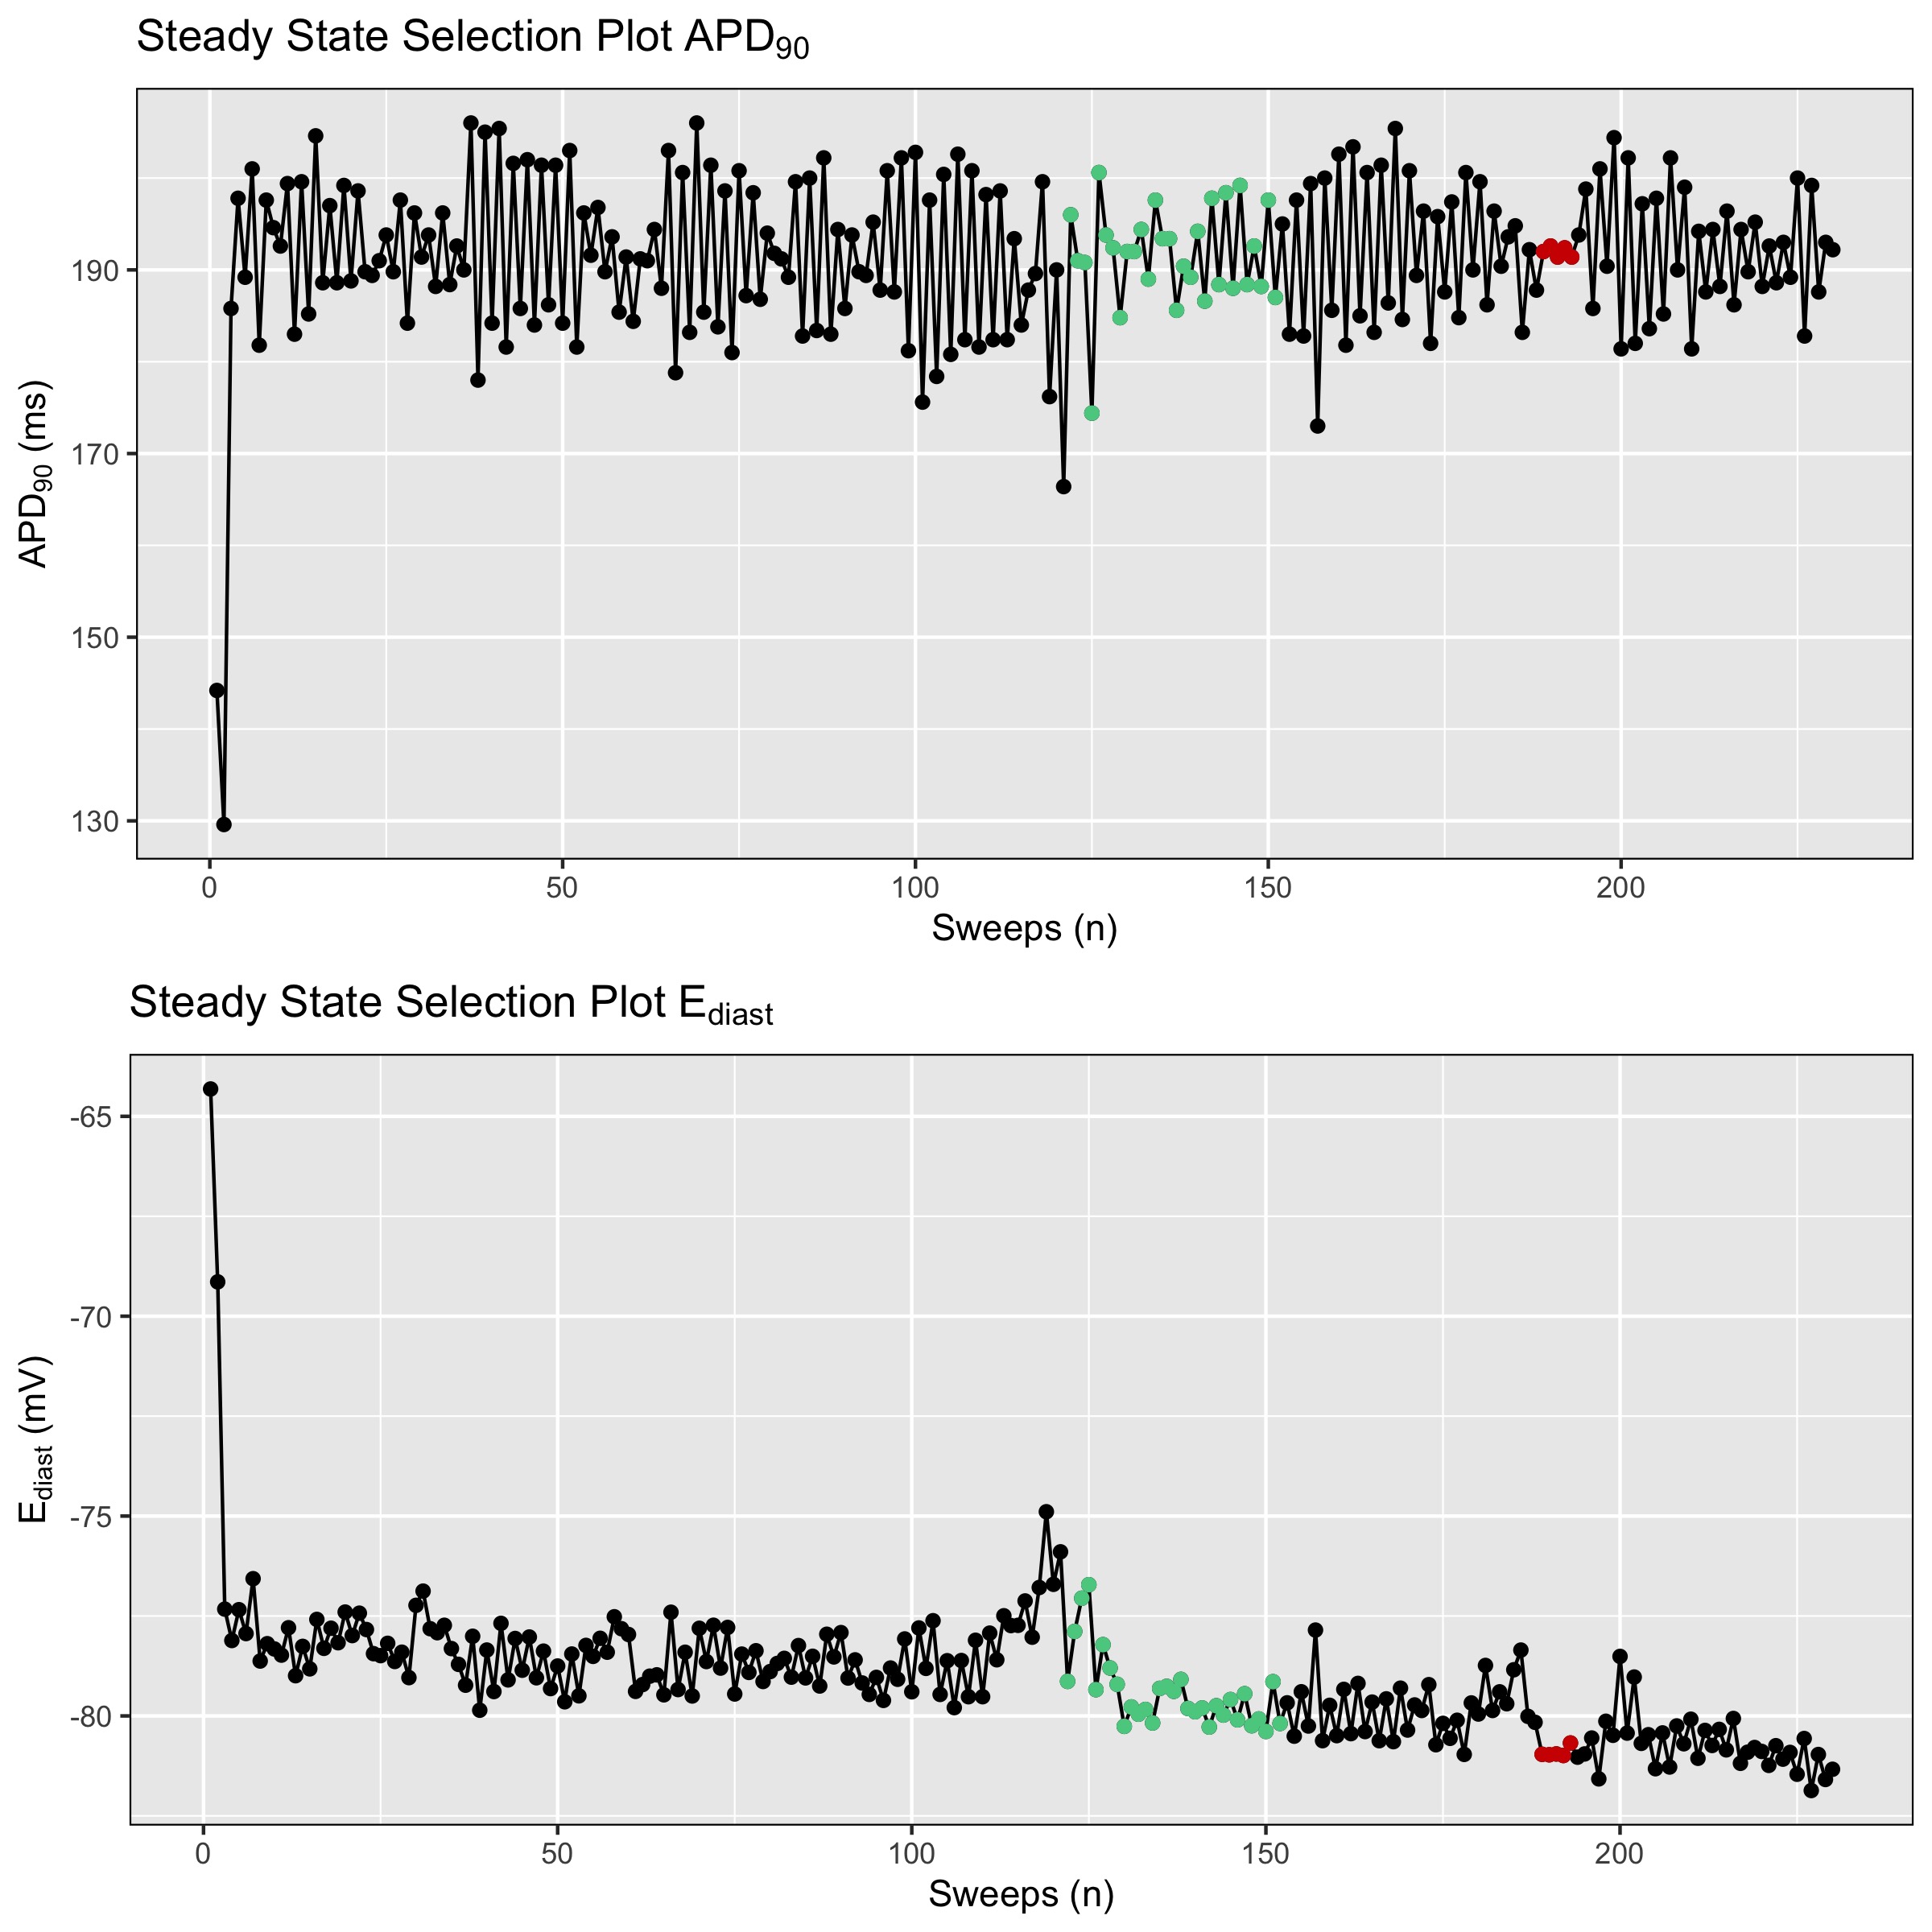 Steady State Selection Plot APD90
190
170
150
130
APD90 (ms)
0 50 100 150 200
Sweeps (n)
Steady State Selection Plot Ediast
-65
-70
-75
-80
Ediast (mV)
0 50 100 150 200
Sweeps (n)